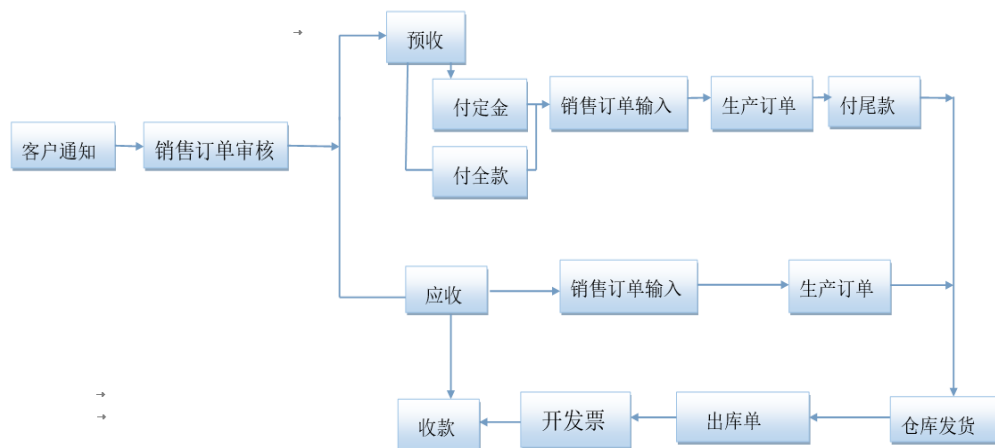 预收
付定金
销售订单输入
生产订单
付尾款
客户通知
销售订单审核
付全款
应收
销售订单输入
生产订单
收款
开发票
出库单
仓库发货